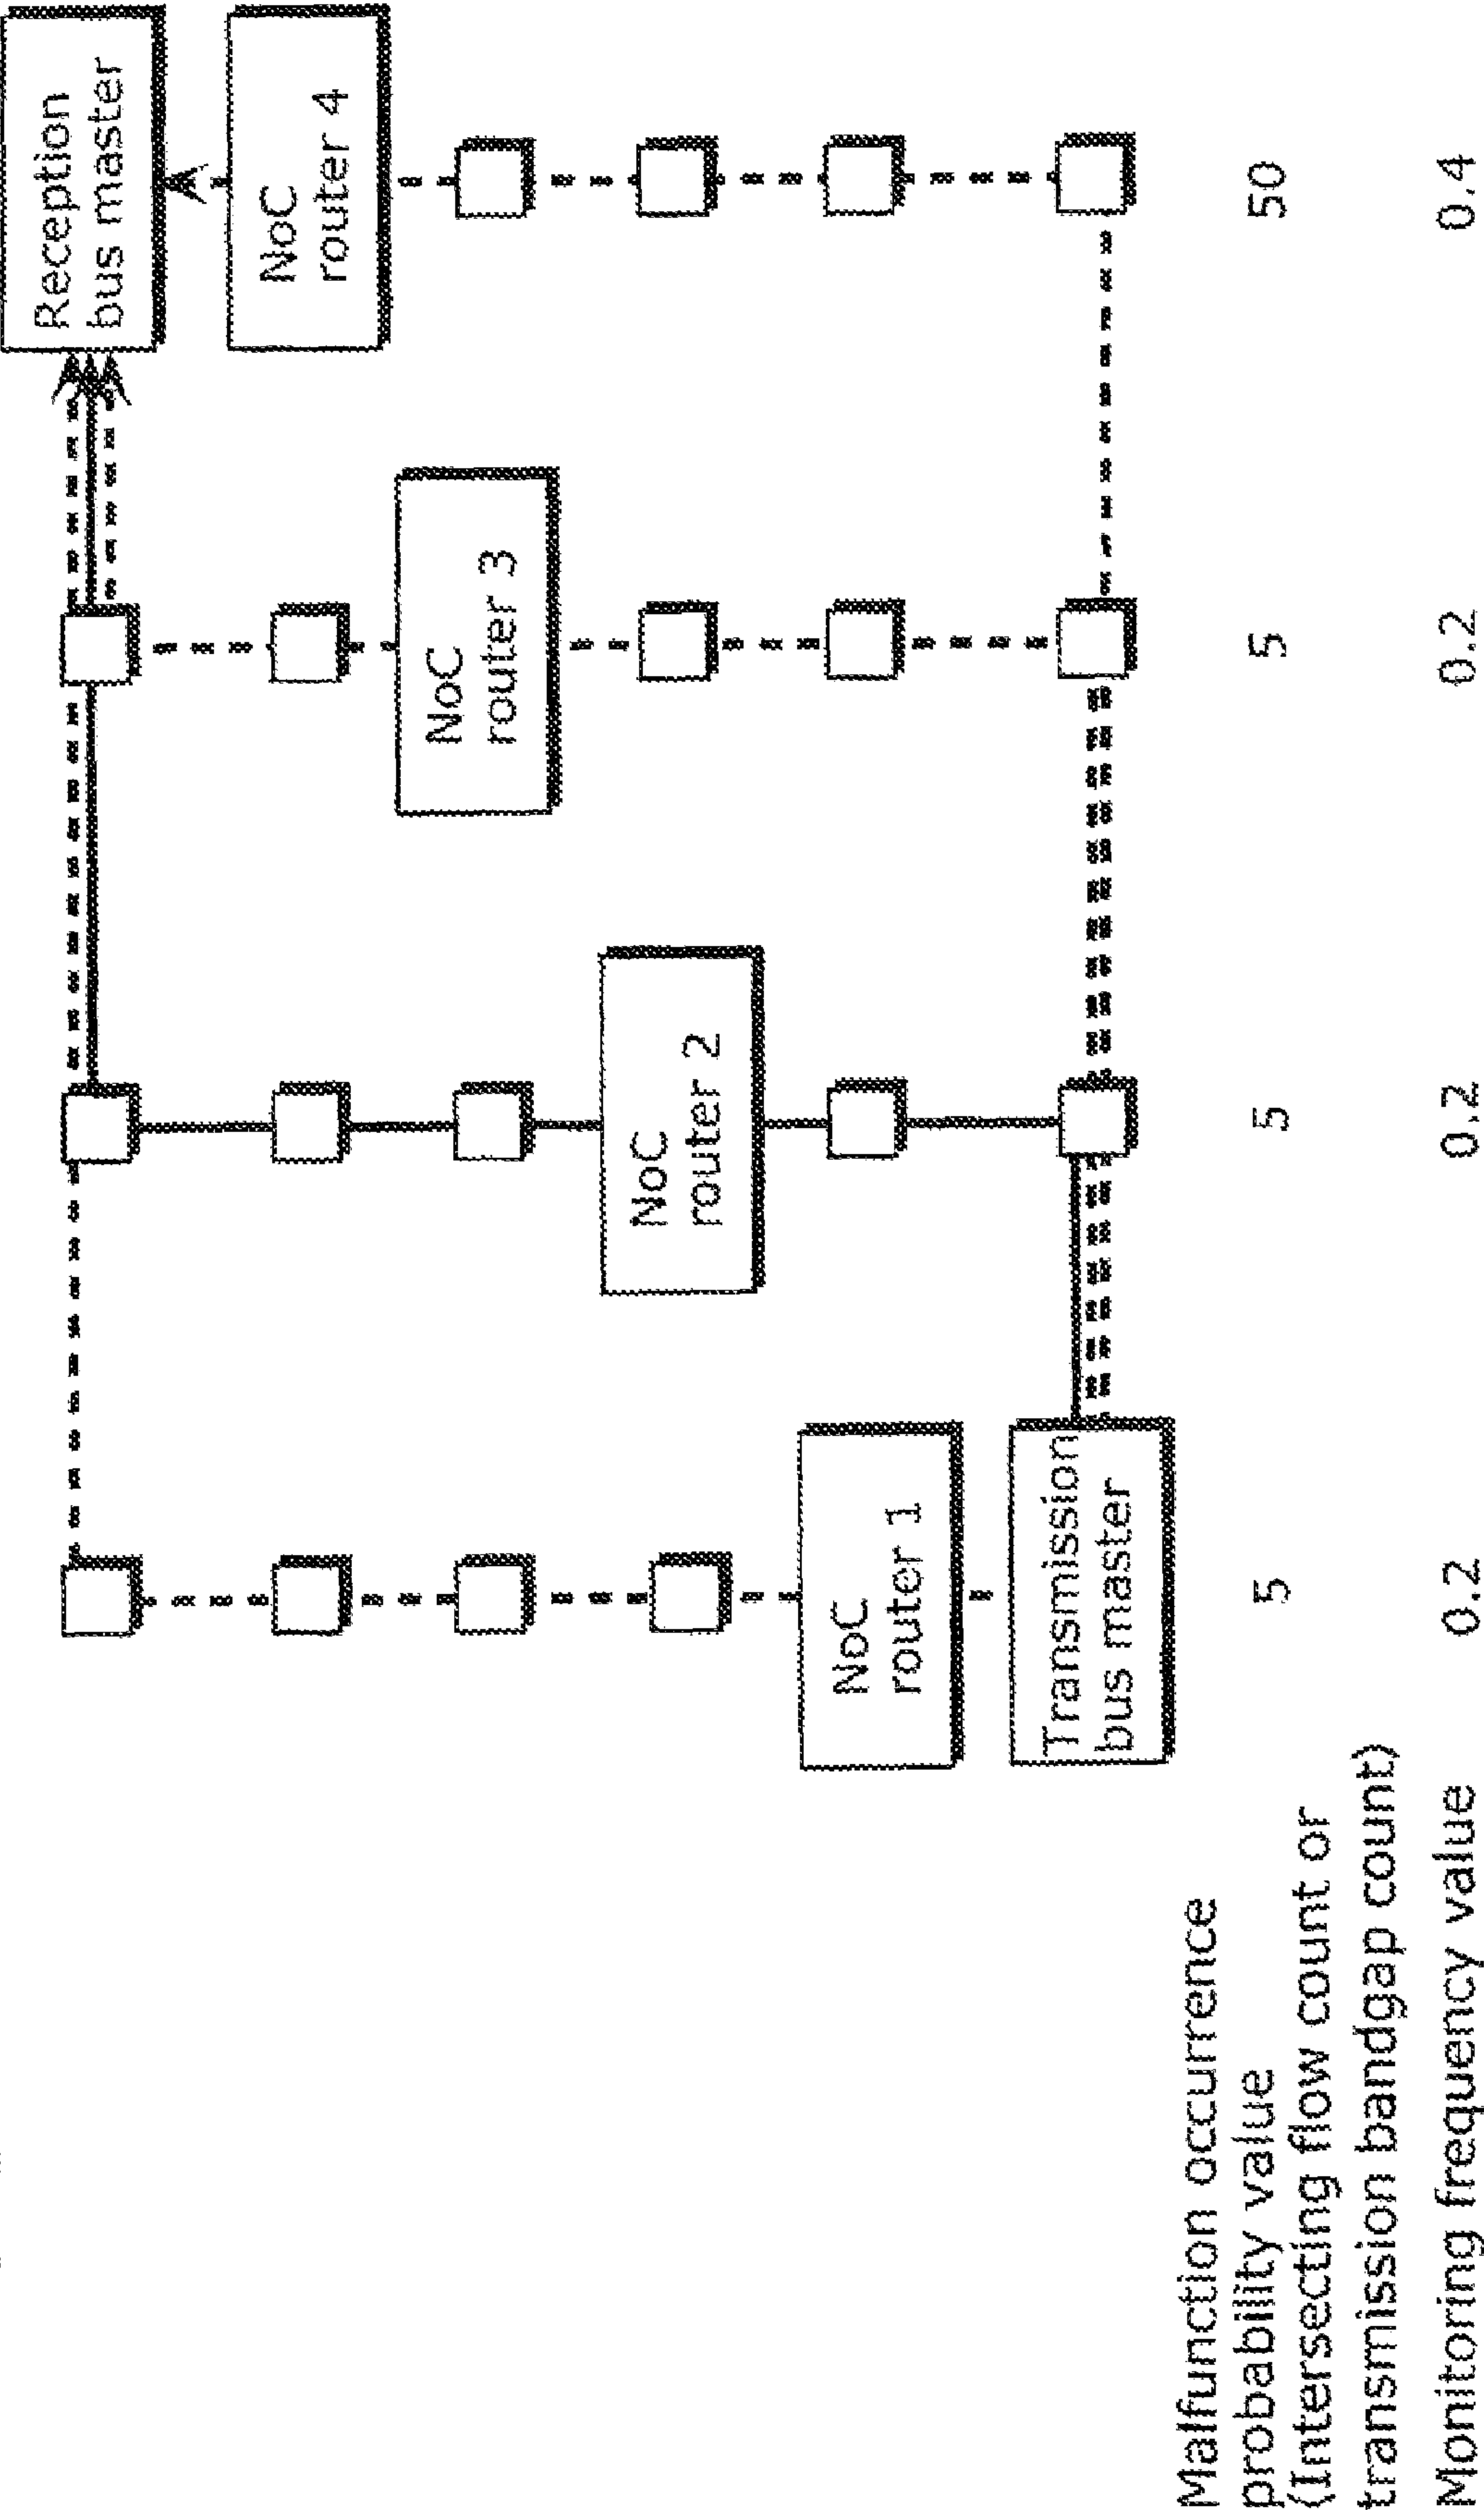 Reception
bus master
NoC
router 4
NoC
router 3
NoC
router 2
NoC
router 1
Transmission
bus master
Malfunction occurrence
probability value
(Intersecting flow count or
transmission bandgap count)
5
5
5
50
Monitoring frequency value
0.2
0.2
0.2
0.4